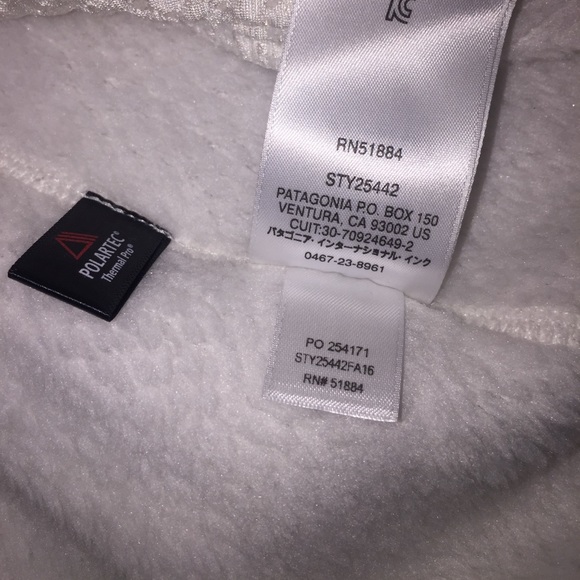 RN51884
STY25442
PATAGONIA P.O. BOX 150
VENTURA, CA 93002 US
CUIT:30-70924649-2
パタゴニア・インターナショナル・インク
0467-23-8961
POLARTEC®
Thermal Pro®
PO 254171
STY25442FA16
RN# 51884